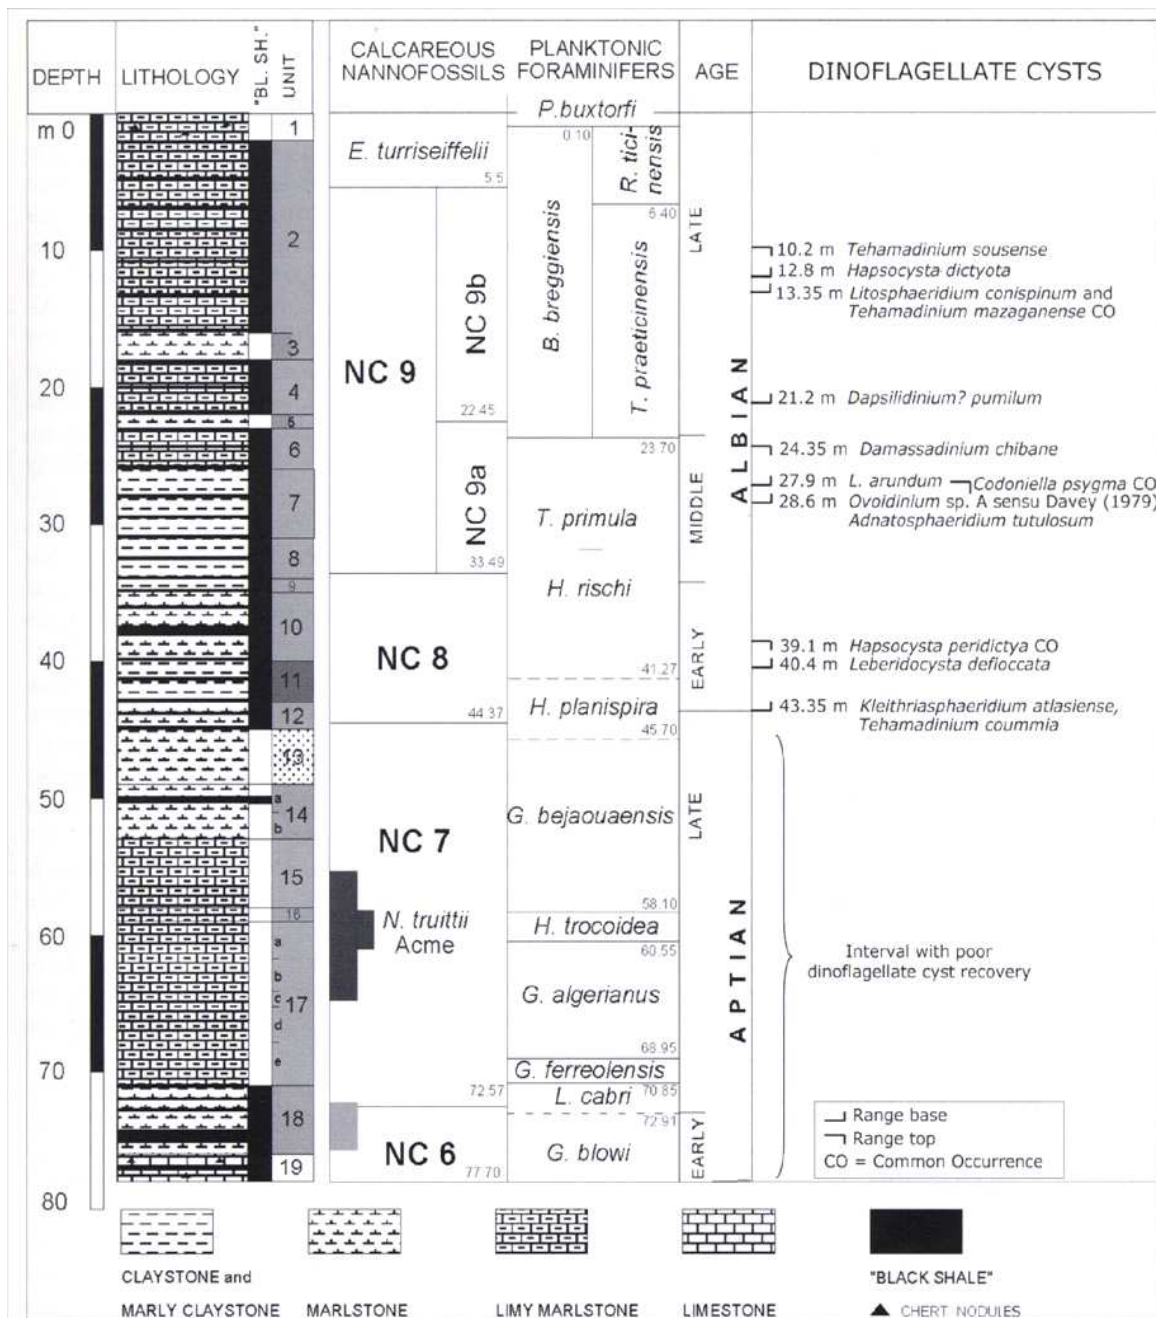 DEPTH
LITHOLOGY
"BL. SH."
UNIT
CALCAREOUS
NANNOFOSSILS
PLANKTONIC
FORAMINIFERS
AGE
DINOFLAGELLATE CYSTS
m 0
10
20
30
40
50
60
70
80
1
2
3
4
5
6
7
8
9
10
11
12
13
a
14
b
15
16
a
b
c
17
d
e
18
19
E. turriseiffelii
5.5
NC 9
NC 9b
22.45
NC 9a
33.49
NC 8
44.37
NC 7
N. truittii
Acme
72.57
NC 6
77.70
P.buxtorfi
0.10
B. breggiensis
R. tici-
nensis
6.40
T. praeticinensis
23.70
T. primula
H. rischi
41.27
H. planispira
45.70
G. bejaouaensis
58.10
H. trocoidea
60.55
G. algerianus
68.95
G. ferreolensis
L. cabri 70.85
72.91
G. blowi
LATE
MIDDLE
EARLY
ALBIAN
LATE
EARLY
APTIAN
10.2 m Tehamadinium sousense
12.8 m Hapsocysta dictyota
13.35 m Litosphaeridium conispinum and
Tehamadinium mazaganense CO
21.2 m Dapsilidinium? pumilum
24.35 m Damassadinium chibane
27.9 m L. arundum Codoniella psygma CO
28.6 m Ovoidinium sp. A sensu Davey (1979)
Adnatosphaeridium tutulosum
39.1 m Hapsocysta peridictya CO
40.4 m Leberidocysta defloccata
43.35 m Kleithriasphaeridium atlasiense,
Tehamadinium coummia
Interval with poor
dinoflagellate cyst recovery
Range base
Range top
CO = Common Occurrence
CLAYSTONE and
MARLY CLAYSTONE
MARLSTONE
LIMY MARLSTONE
LIMESTONE
"BLACK SHALE"
CHERT NODULES